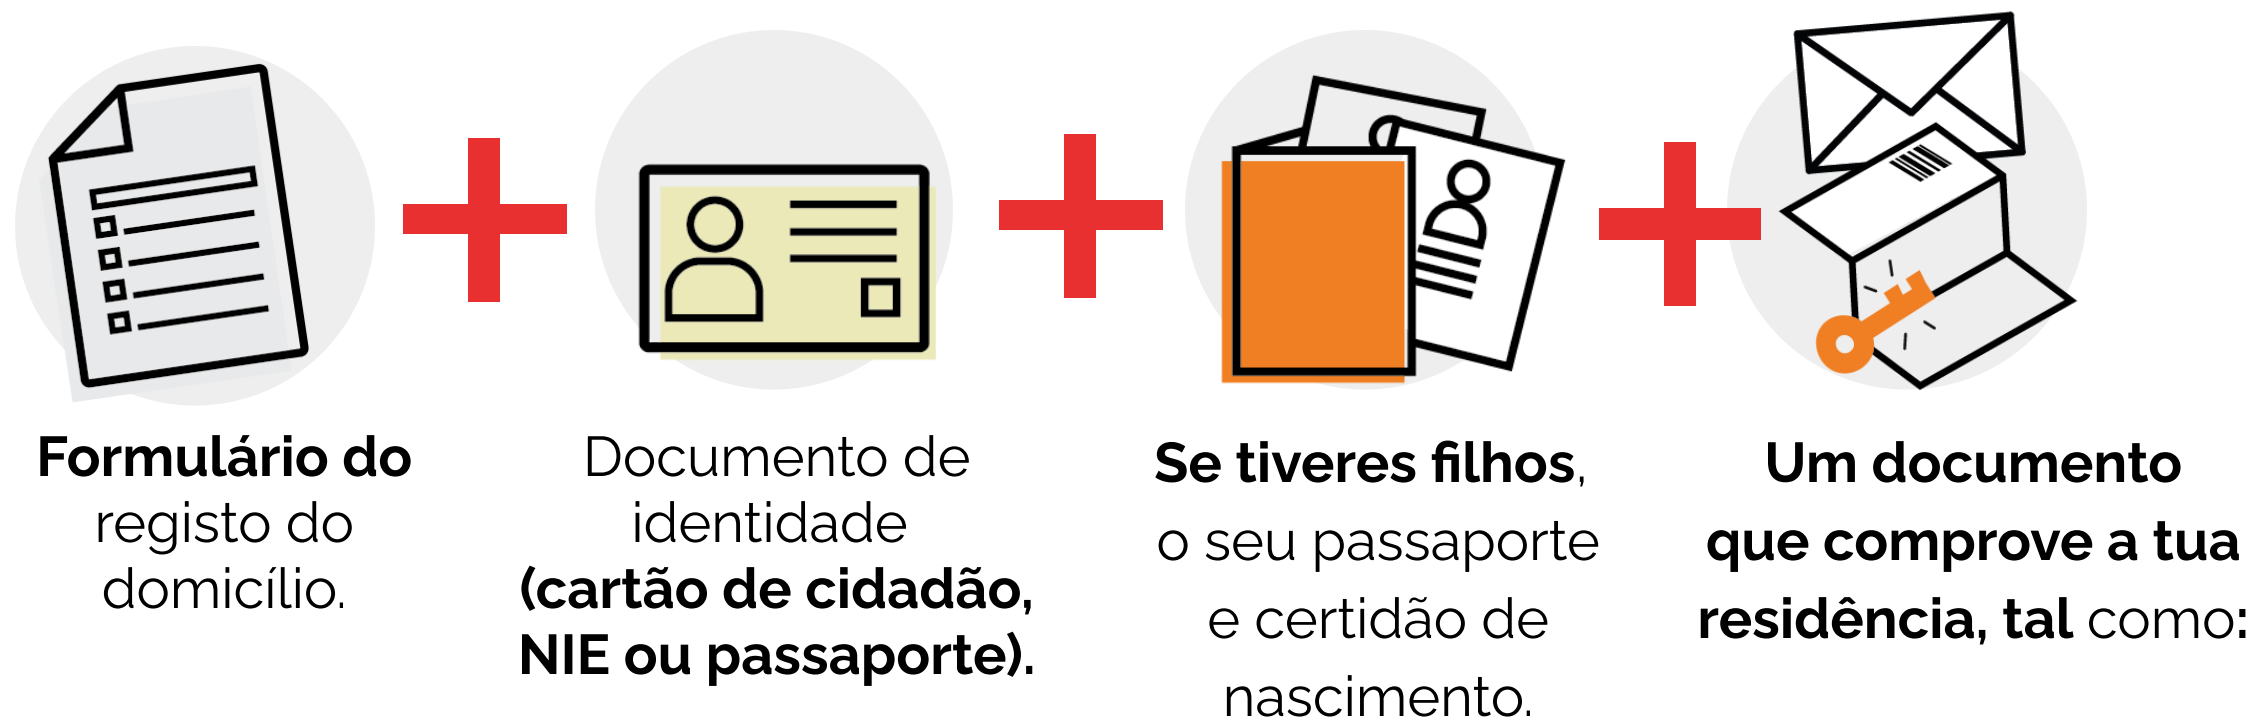 Formulário do
registo do
domicílio.
Documento de
identidade
(cartão de cidadão,
NIE ou passaporte).
Se tiveres filhos,
o seu passaporte
e certidão de
nascimento.
Um documento
que comprove a tua
residência, tal como: